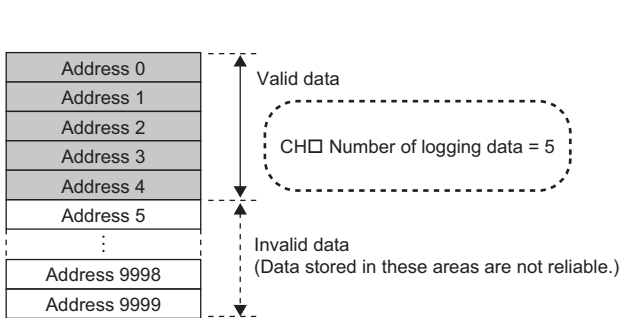 Address 0
Address 1
Address 2
Address 3
Address 4
Address 5
⋮
Address 9998
Address 9999
Valid data
CH□ Number of logging data = 5
Invalid data
(Data stored in these areas are not reliable.)